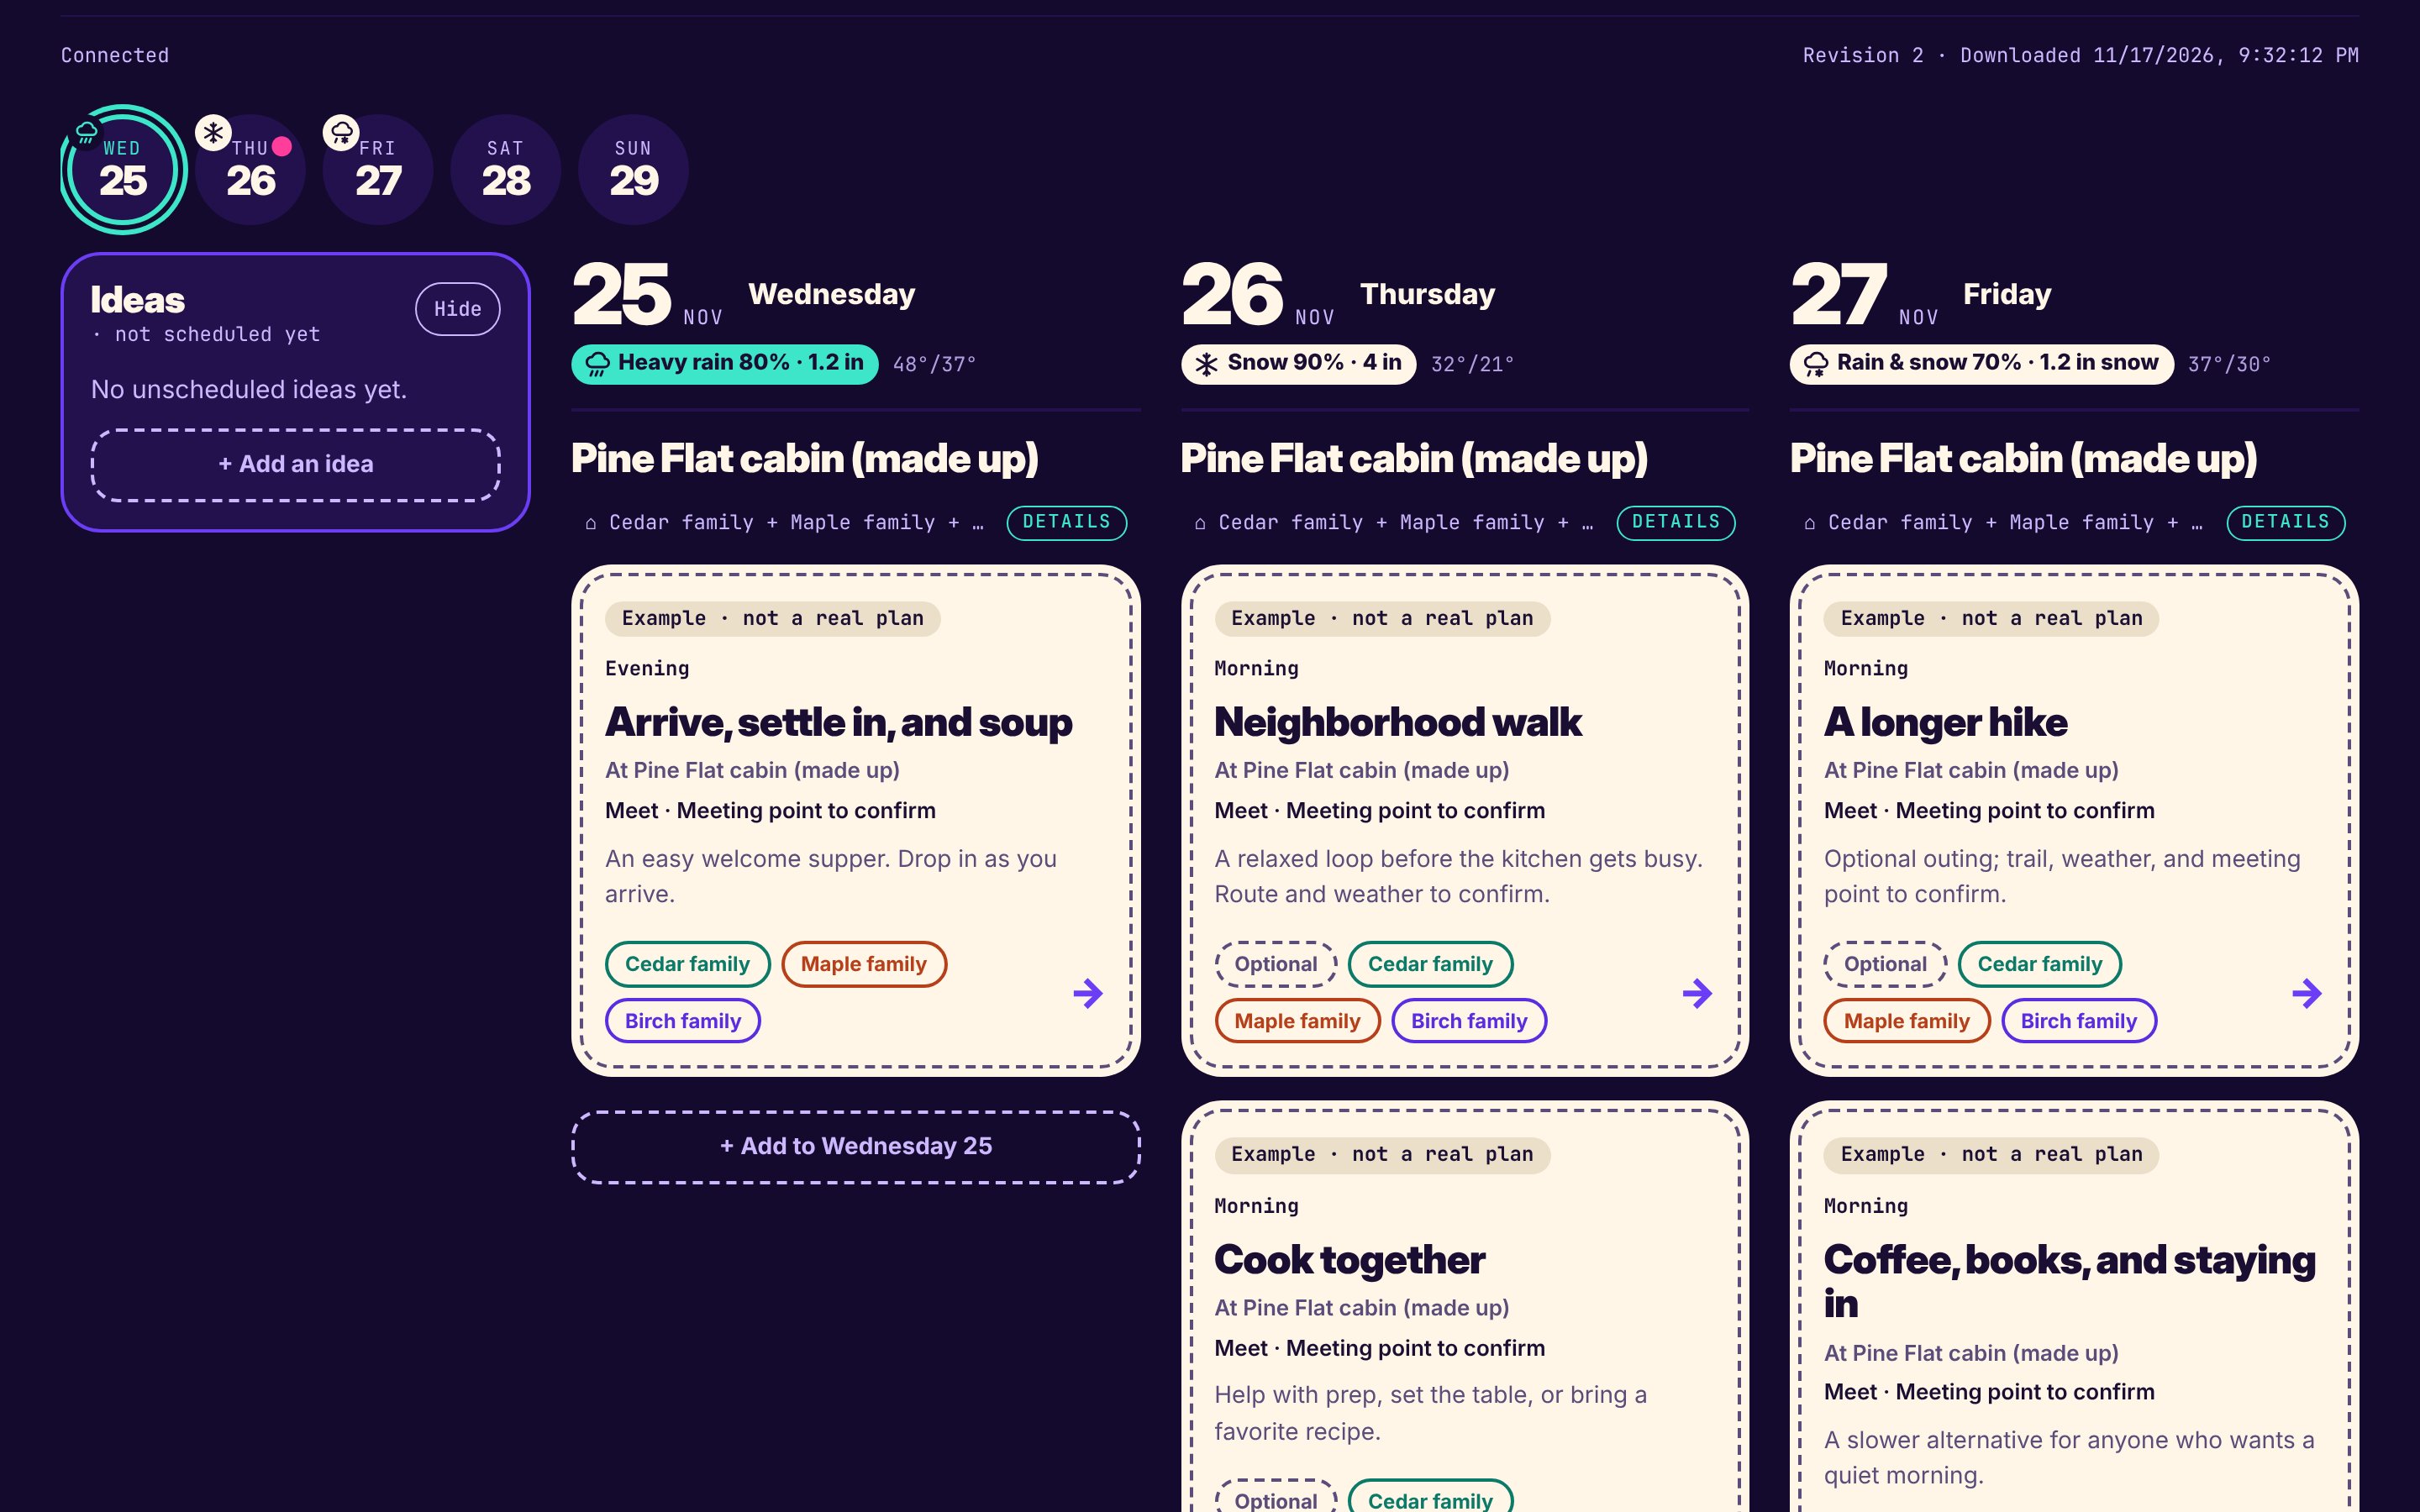 Connected
Revision 2 · Downloaded 11/17/2026, 9:32:12 PM
WED
25
THU
26
FRI
27
SAT
28
SUN
29
Ideas
· not scheduled yet
Hide
No unscheduled ideas yet.
+ Add an idea
25 NOV Wednesday
Heavy rain 80% · 1.2 in 48°/37°
Pine Flat cabin (made up)
⌂ Cedar family + Maple family + … DETAILS
Example · not a real plan
Evening
Arrive, settle in, and soup
At Pine Flat cabin (made up)
Meet · Meeting point to confirm
An easy welcome supper. Drop in as you
arrive.
Cedar family Maple family
Birch family →
+ Add to Wednesday 25
26 NOV Thursday
Snow 90% · 4 in 32°/21°
Pine Flat cabin (made up)
⌂ Cedar family + Maple family + … DETAILS
Example · not a real plan
Morning
Neighborhood walk
At Pine Flat cabin (made up)
Meet · Meeting point to confirm
A relaxed loop before the kitchen gets busy.
Route and weather to confirm.
Optional Cedar family
Maple family Birch family →
Example · not a real plan
Morning
Cook together
At Pine Flat cabin (made up)
Meet · Meeting point to confirm
Help with prep, set the table, or bring a
favorite recipe.
Optional Cedar family
27 NOV Friday
Rain & snow 70% · 1.2 in snow 37°/30°
Pine Flat cabin (made up)
⌂ Cedar family + Maple family + … DETAILS
Example · not a real plan
Morning
A longer hike
At Pine Flat cabin (made up)
Meet · Meeting point to confirm
Optional outing; trail, weather, and meeting
point to confirm.
Optional Cedar family
Maple family Birch family →
Example · not a real plan
Morning
Coffee, books, and staying
in
At Pine Flat cabin (made up)
Meet · Meeting point to confirm
A slower alternative for anyone who wants a
quiet morning.